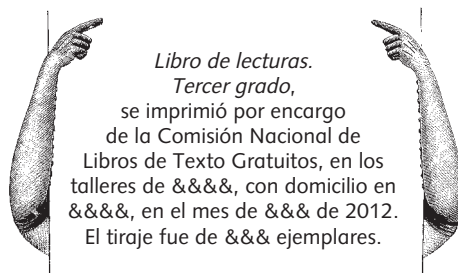 Libro de lecturas.
Tercer grado,
se imprimió por encargo
de la Comisión Nacional de
Libros de Texto Gratuitos, en los
talleres de &&&&, con domicilio en
&&&&, en el mes de &&& de 2012.
El tiraje fue de &&& ejemplares.